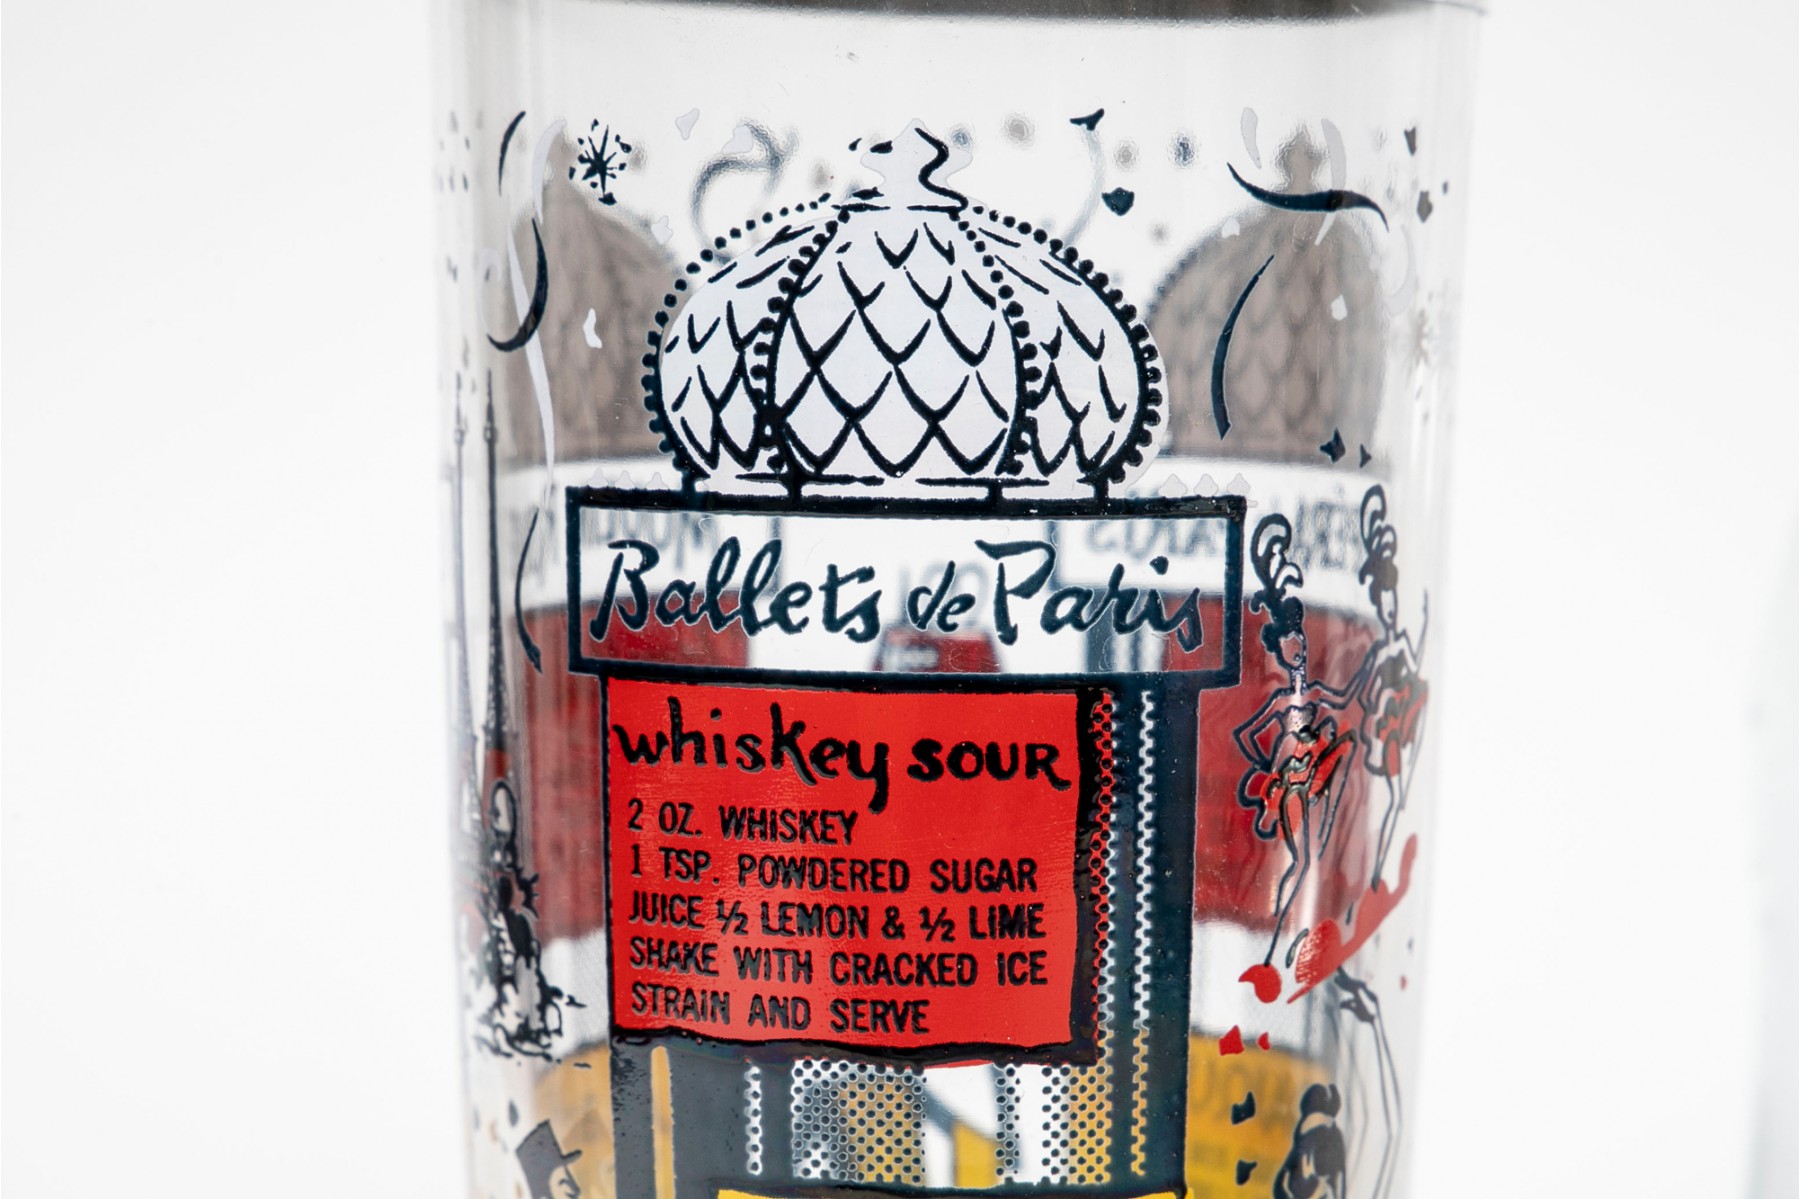 Ballets de Paris
whiskey sour
2 OZ. WHISKEY
1 TSP. POWDERED SUGAR
JUICE ½ LEMON & ½ LIME
SHAKE WITH CRACKED ICE
STRAIN AND SERVE